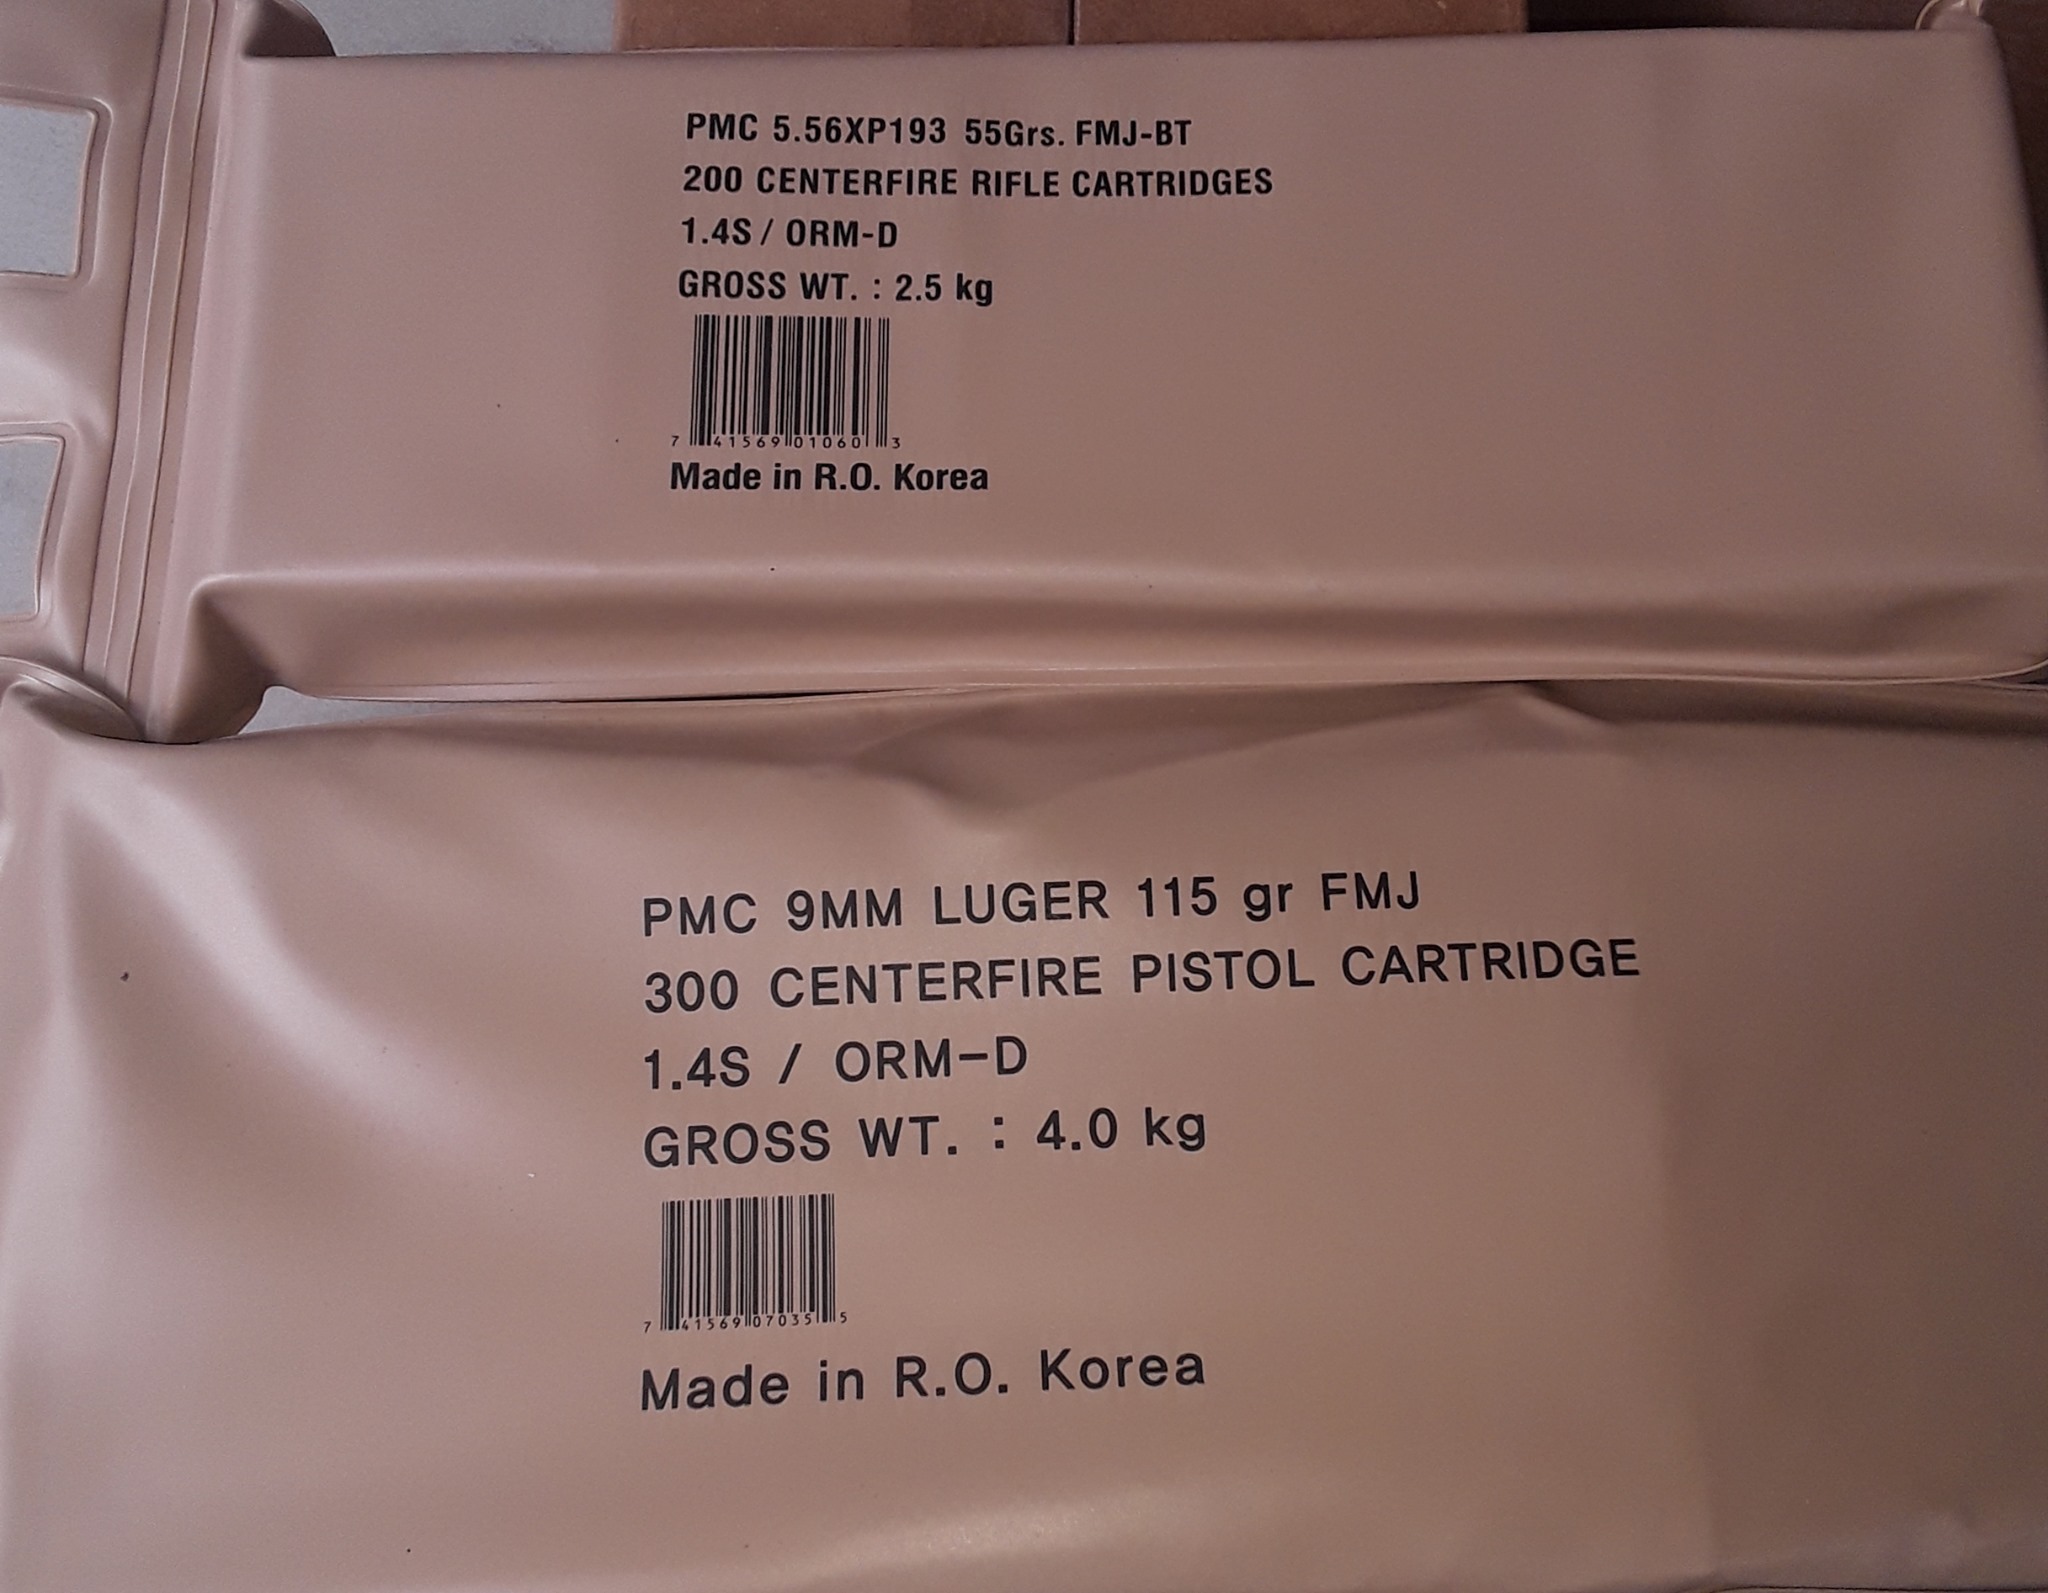 PMC 5.56XP193 55Grs. FMJ-BT
200 CENTERFIRE RIFLE CARTRIDGES
1.4S / ORM-D
GROSS WT. : 2.5 kg
7 41569 01060 3
Made in R.O. Korea
PMC 9MM LUGER 115 gr FMJ
300 CENTERFIRE PISTOL CARTRIDGE
1.4S / ORM-D
GROSS WT. : 4.0 kg
7 41569 07035 5
Made in R.O. Korea